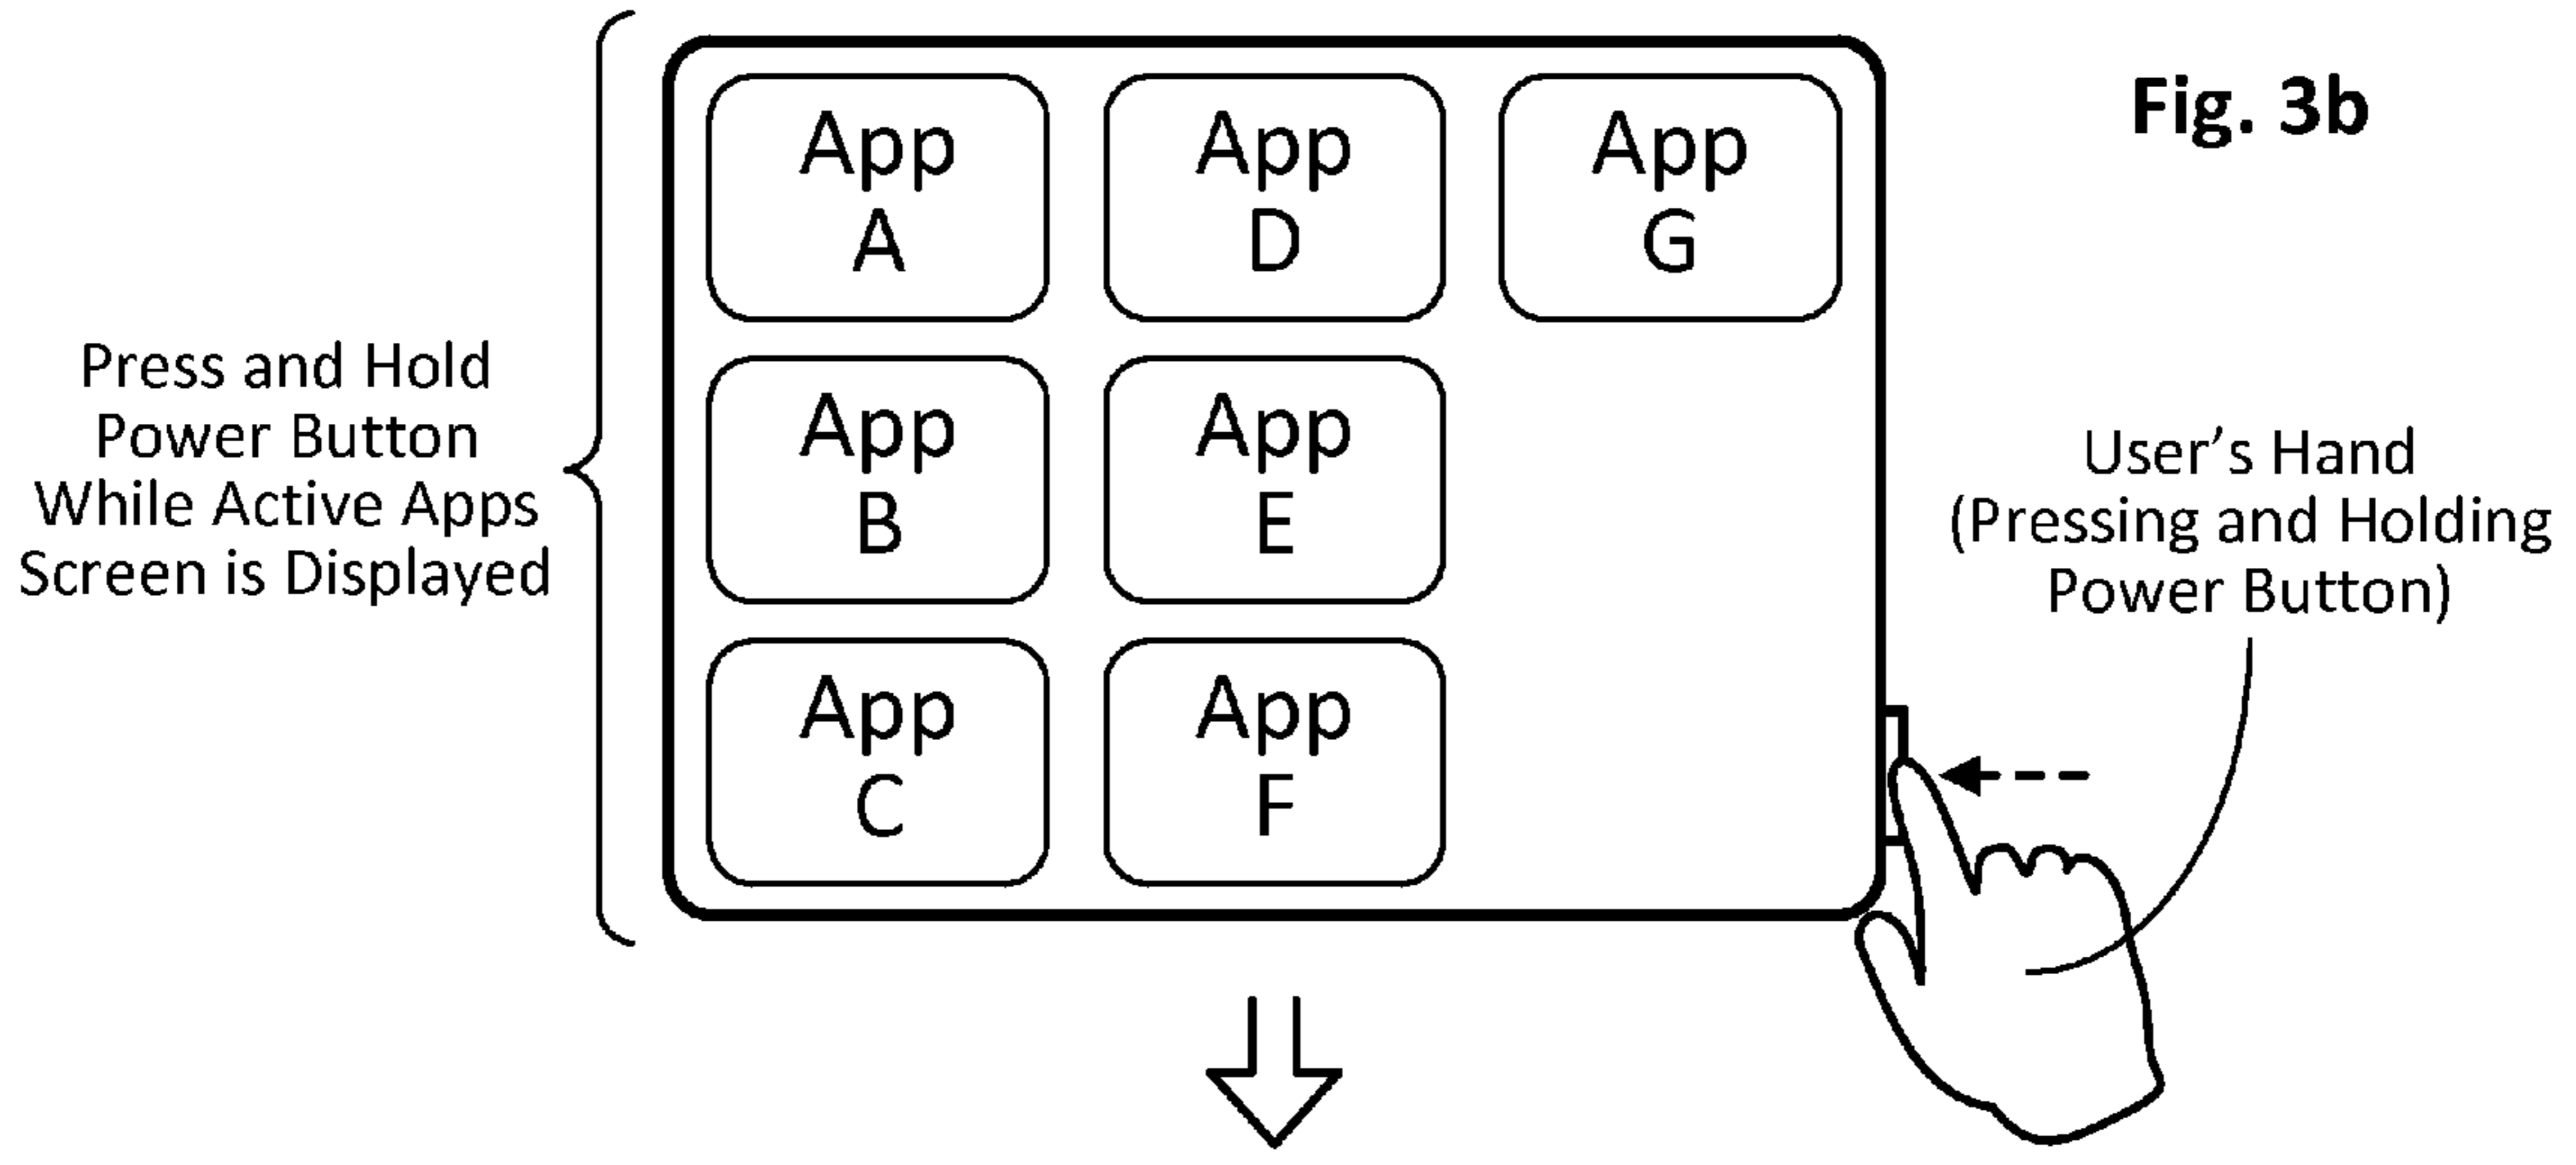 Fig. 3b
Press and Hold
Power Button
While Active Apps
Screen is Displayed
App
A
App
D
App
G
App
B
App
E
App
C
App
F
User’s Hand
(Pressing and Holding
Power Button)